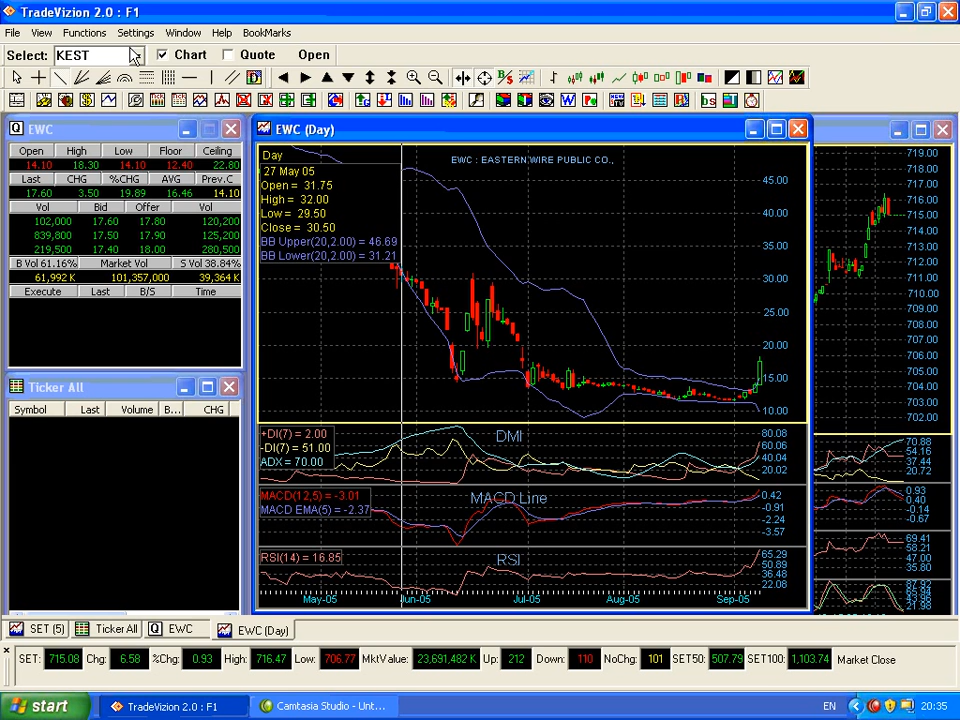 TradeVizion 2.0 : F1
File View Functions Settings Window Help BookMarks
Select: KEST Chart Quote Open
EWC
Open High Low Floor Ceiling
14.10 18.30 14.10 12.40 22.80
Last CHG %CHG AVG Prev.C
17.60 3.50 19.89 16.46 14.10
Vol Bid Offer Vol
102,000 17.60 17.80 120,200
839,800 17.50 17.90 125,200
219,500 17.40 18.00 280,500
B Vol 61.16% Market Vol S Vol 38.84%
61,992 K 101,357,000 39,364 K
Execute Last B/S Time
Ticker All
Symbol Last Volume B... CHG
EWC (Day)
Day
EWC : EASTERN WIRE PUBLIC CO.,
27 May 05
Open = 31.75
High = 32.00
Low = 29.50
Close = 30.50
BB Upper(20,2.00) = 46.69
BB Lower(20,2.00) = 31.21
45.00
40.00
35.00
30.00
25.00
20.00
15.00
10.00
+DI(7) = 2.00
-DI(7) = 51.00
ADX = 70.00
DMI
80.08
60.06
40.04
20.02
MACD(12,5) = -3.01
MACD EMA(5) = -2.37
MACD Line
0.42
-0.91
-2.24
-3.57
RSI(14) = 16.85
RSI
65.29
50.89
36.48
22.08
May-05 Jun-05 Jul-05 Aug-05 Sep-05
719.00
718.00
717.00
716.00
715.00
714.00
713.00
712.00
711.00
710.00
709.00
708.00
707.00
706.00
705.00
704.00
703.00
702.00
70.88
54.16
37.44
20.72
0.93
0.40
-0.14
-0.67
69.41
58.21
47.00
35.80
87.92
65.94
43.96
21.98
SET (5) Ticker All EWC EWC (Day)
SET: 715.08 Chg: 6.58 %Chg: 0.93 High: 716.47 Low: 706.77 MktValue: 23,691,482 K Up: 212 Down: 110 NoChg: 101 SET50: 507.79 SET100: 1,103.74 Market Close
start TradeVizion 2.0 : F1 Camtasia Studio - Unt... EN 20:35